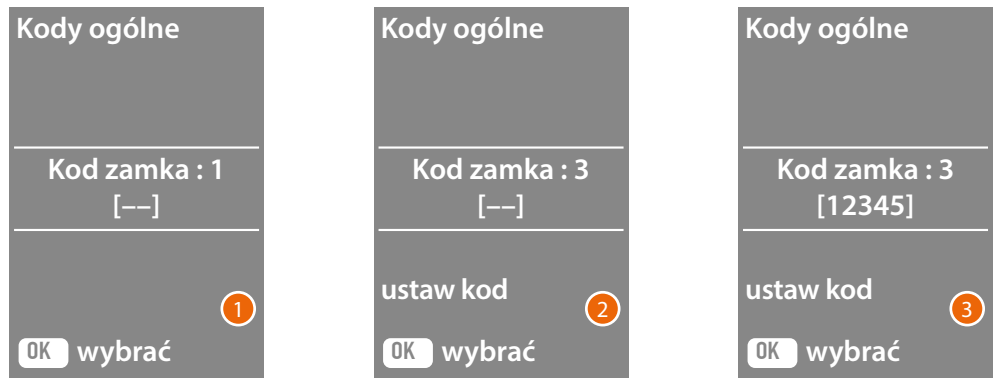 Kody ogólne
Kod zamka : 1
[––]
1
OK wybrać
Kody ogólne
Kod zamka : 3
[––]
ustaw kod
2
OK wybrać
Kody ogólne
Kod zamka : 3
[12345]
ustaw kod
3
OK wybrać